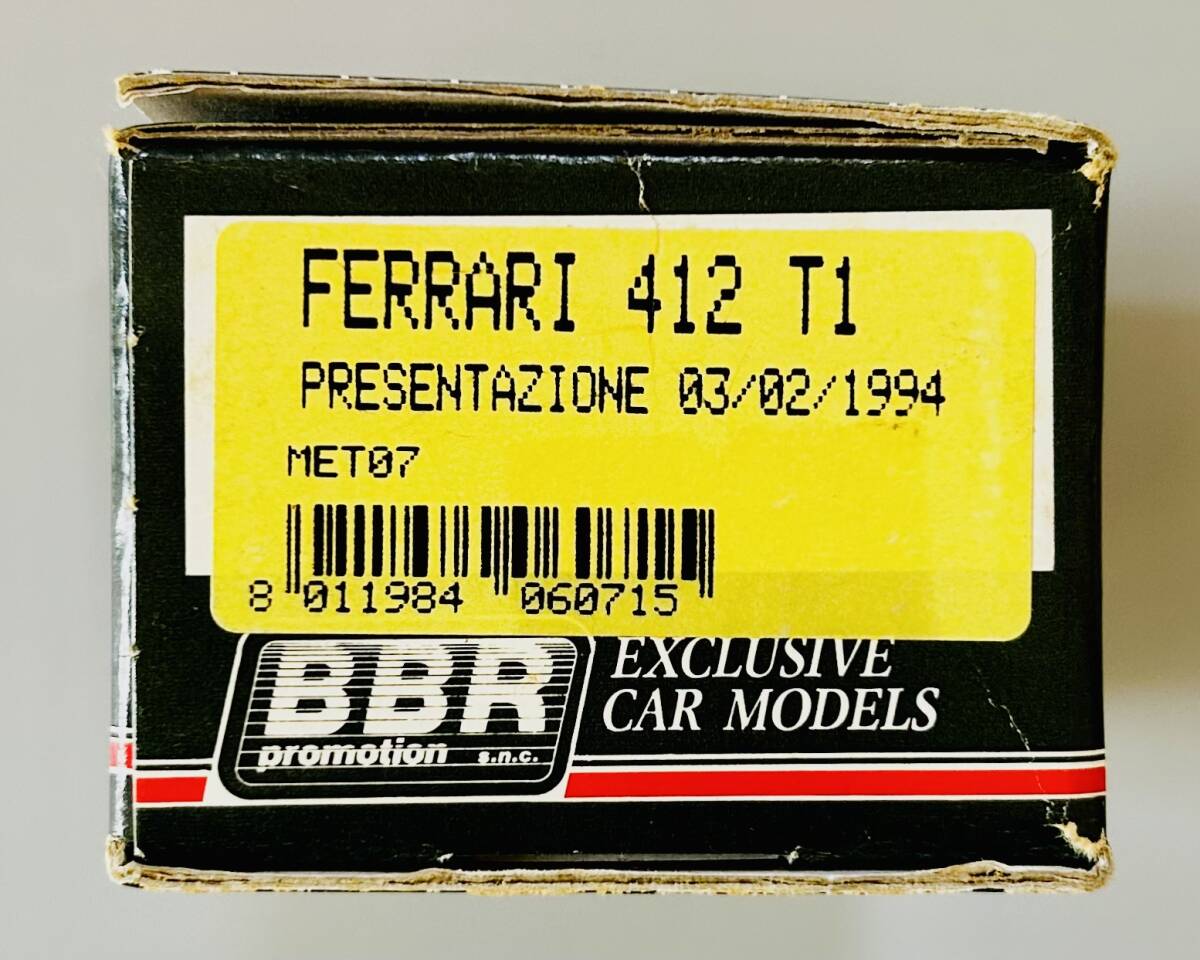 FERRARI 412 T1
PRESENTAZIONE 03/02/1994
MET07
8 011984 060715
BBR
promotion s.n.c.
EXCLUSIVE
CAR MODELS